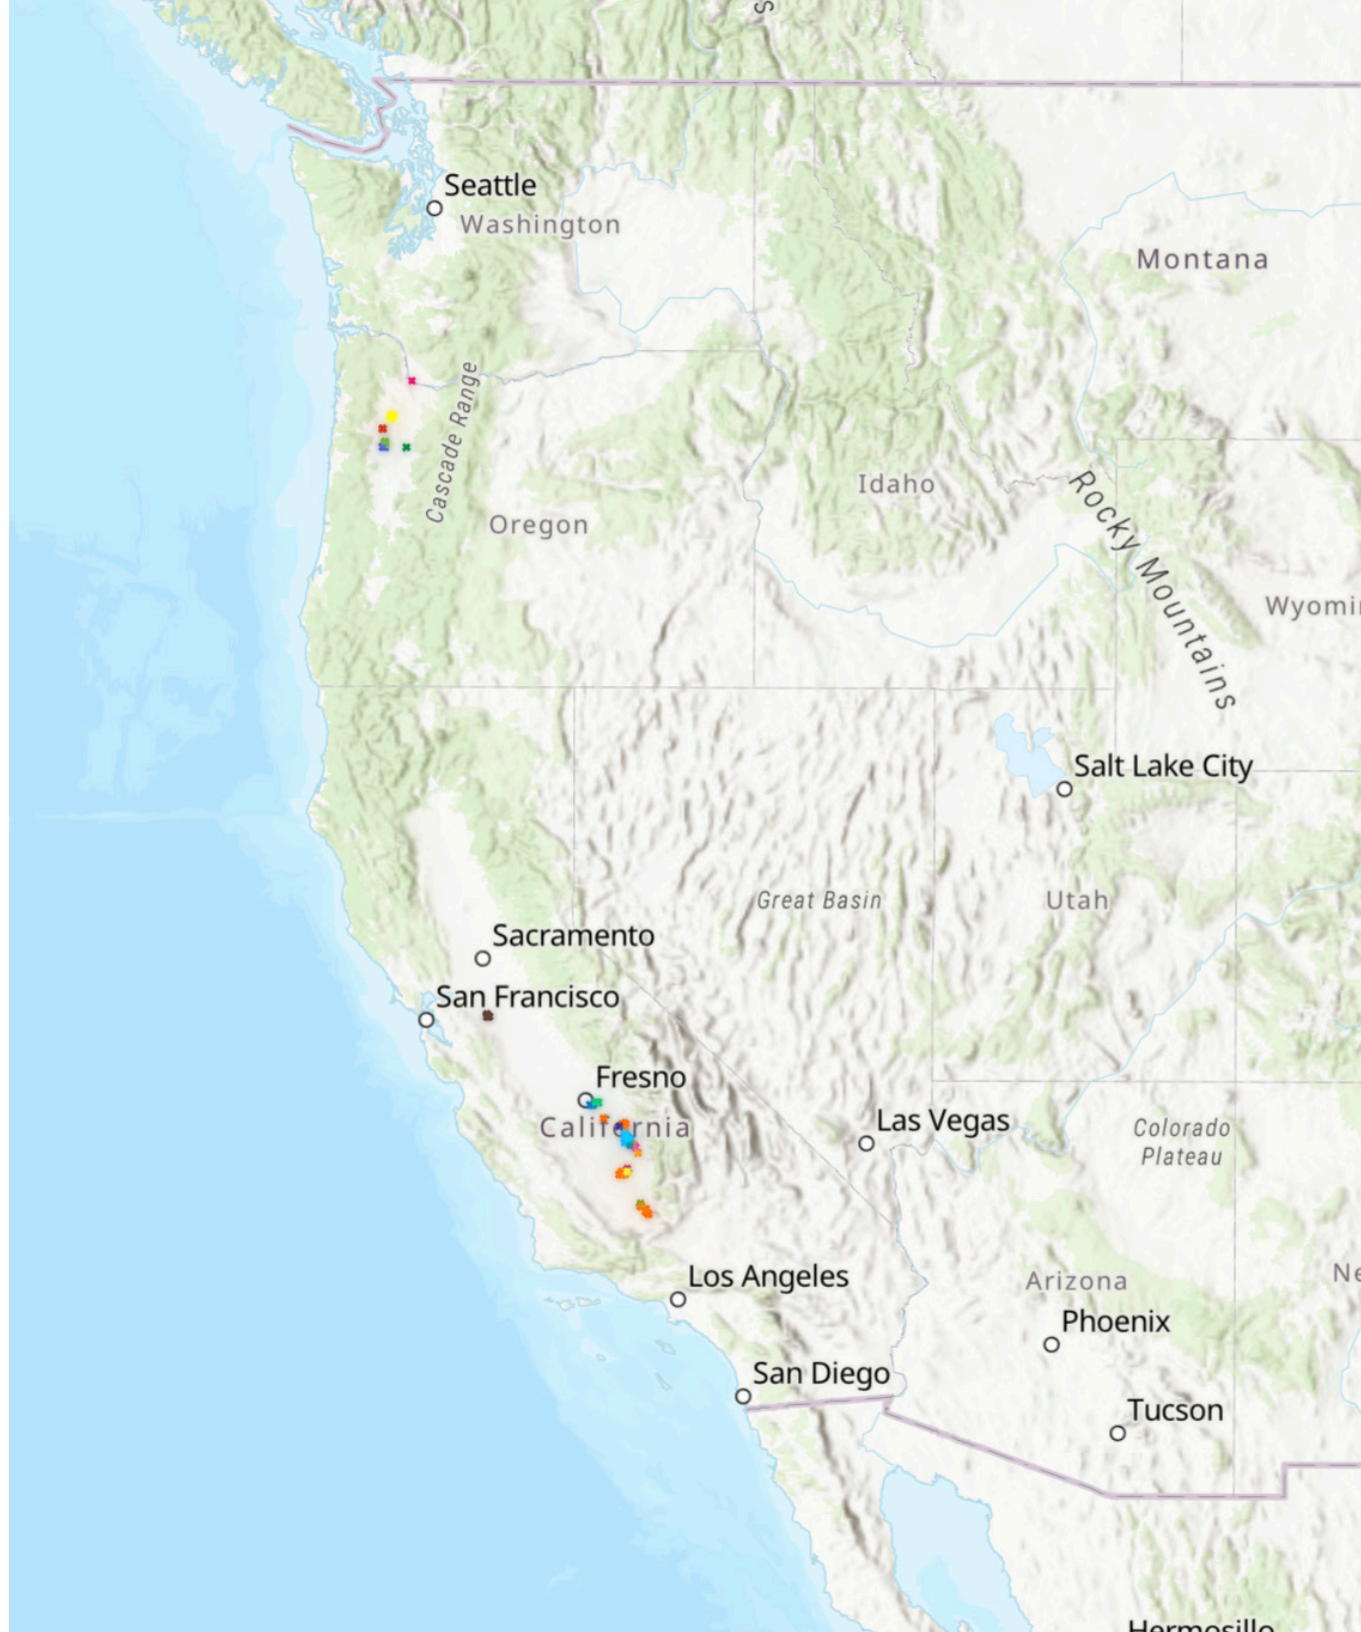 S
Seattle
Washington
Montana
Cascade Range
Idaho
Oregon
Rocky Mountains
Wyomi
Salt Lake City
Great Basin
Utah
Sacramento
San Francisco
Fresno
California
Las Vegas
Colorado
Plateau
Los Angeles
Arizona
Ne
Phoenix
San Diego
Tucson
Hermosillo